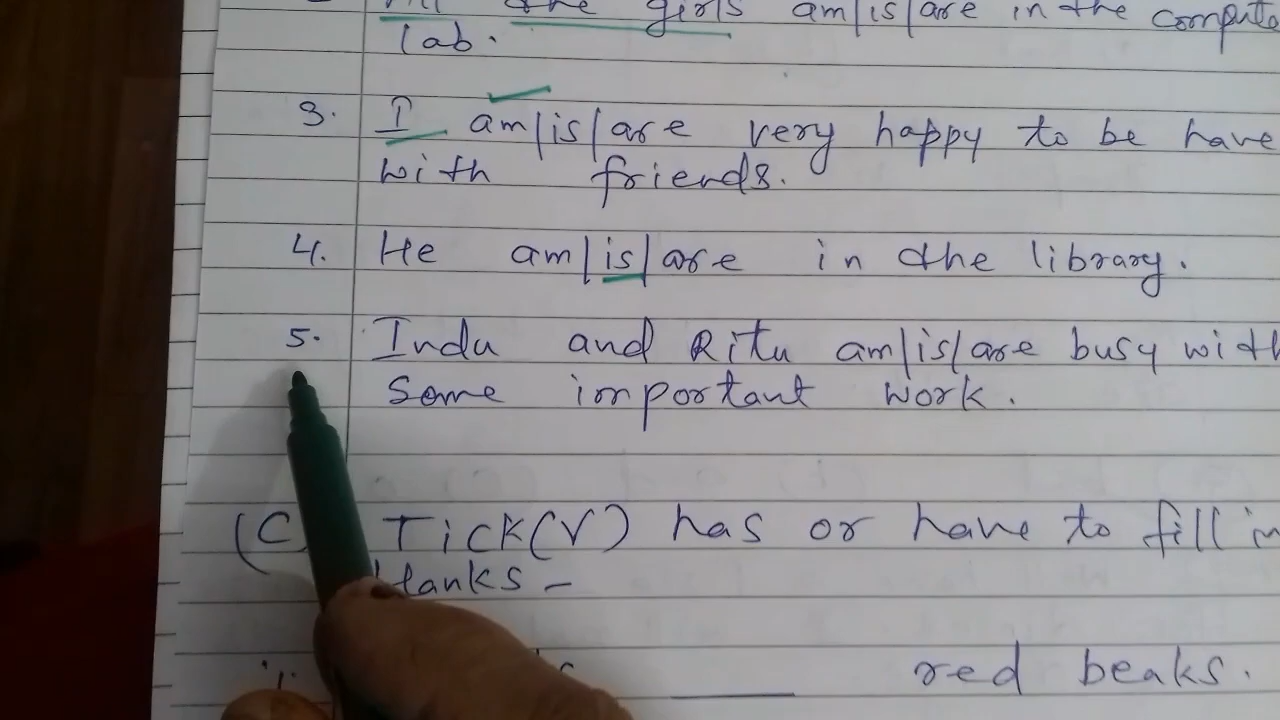 All the girls am/is/are in the compute
lab.
3. I am/is/are very happy to be have
with friends.
4. He am/is/are in the library.
5. Indu and Ritu am/is/are busy with
some important work.
(C) Tick(√) has or have to fill in
red beaks.